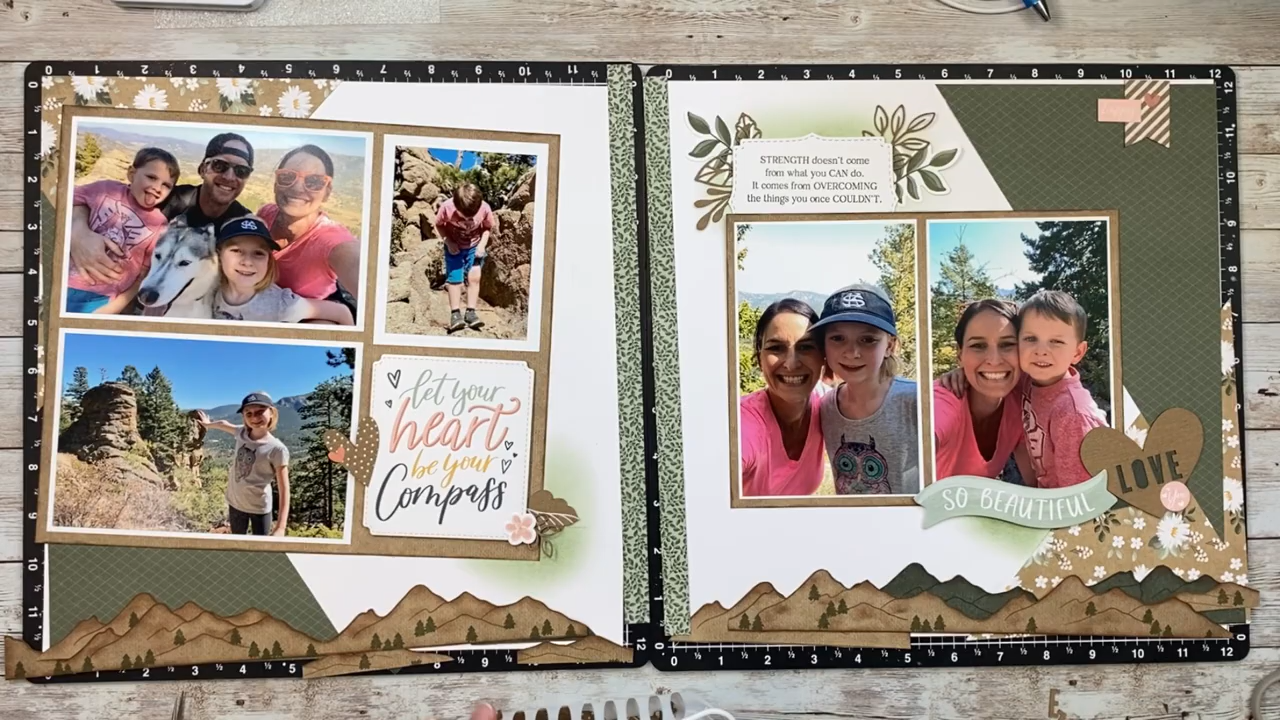 let your
heart
be your
Compass
STRENGTH doesn't come
from what you CAN do.
It comes from OVERCOMING
the things you once COULDN'T.
SO BEAUTIFUL
LOVE